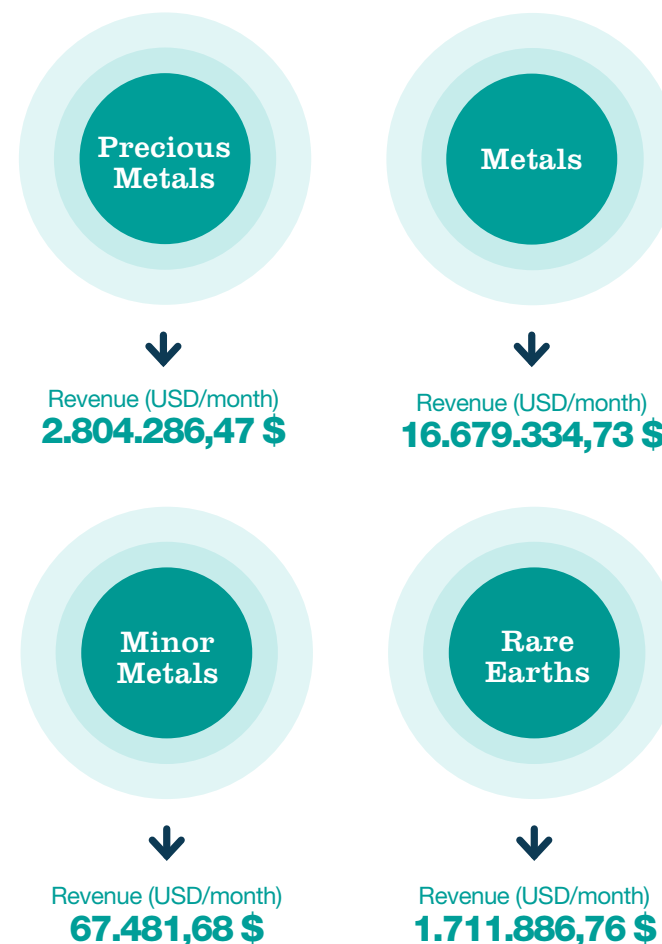 Precious
Metals
Revenue (USD/month)
2.804.286,47 $
Metals
Revenue (USD/month)
16.679.334,73 $
Minor
Metals
Revenue (USD/month)
67.481,68 $
Rare
Earths
Revenue (USD/month)
1.711.886,76 $